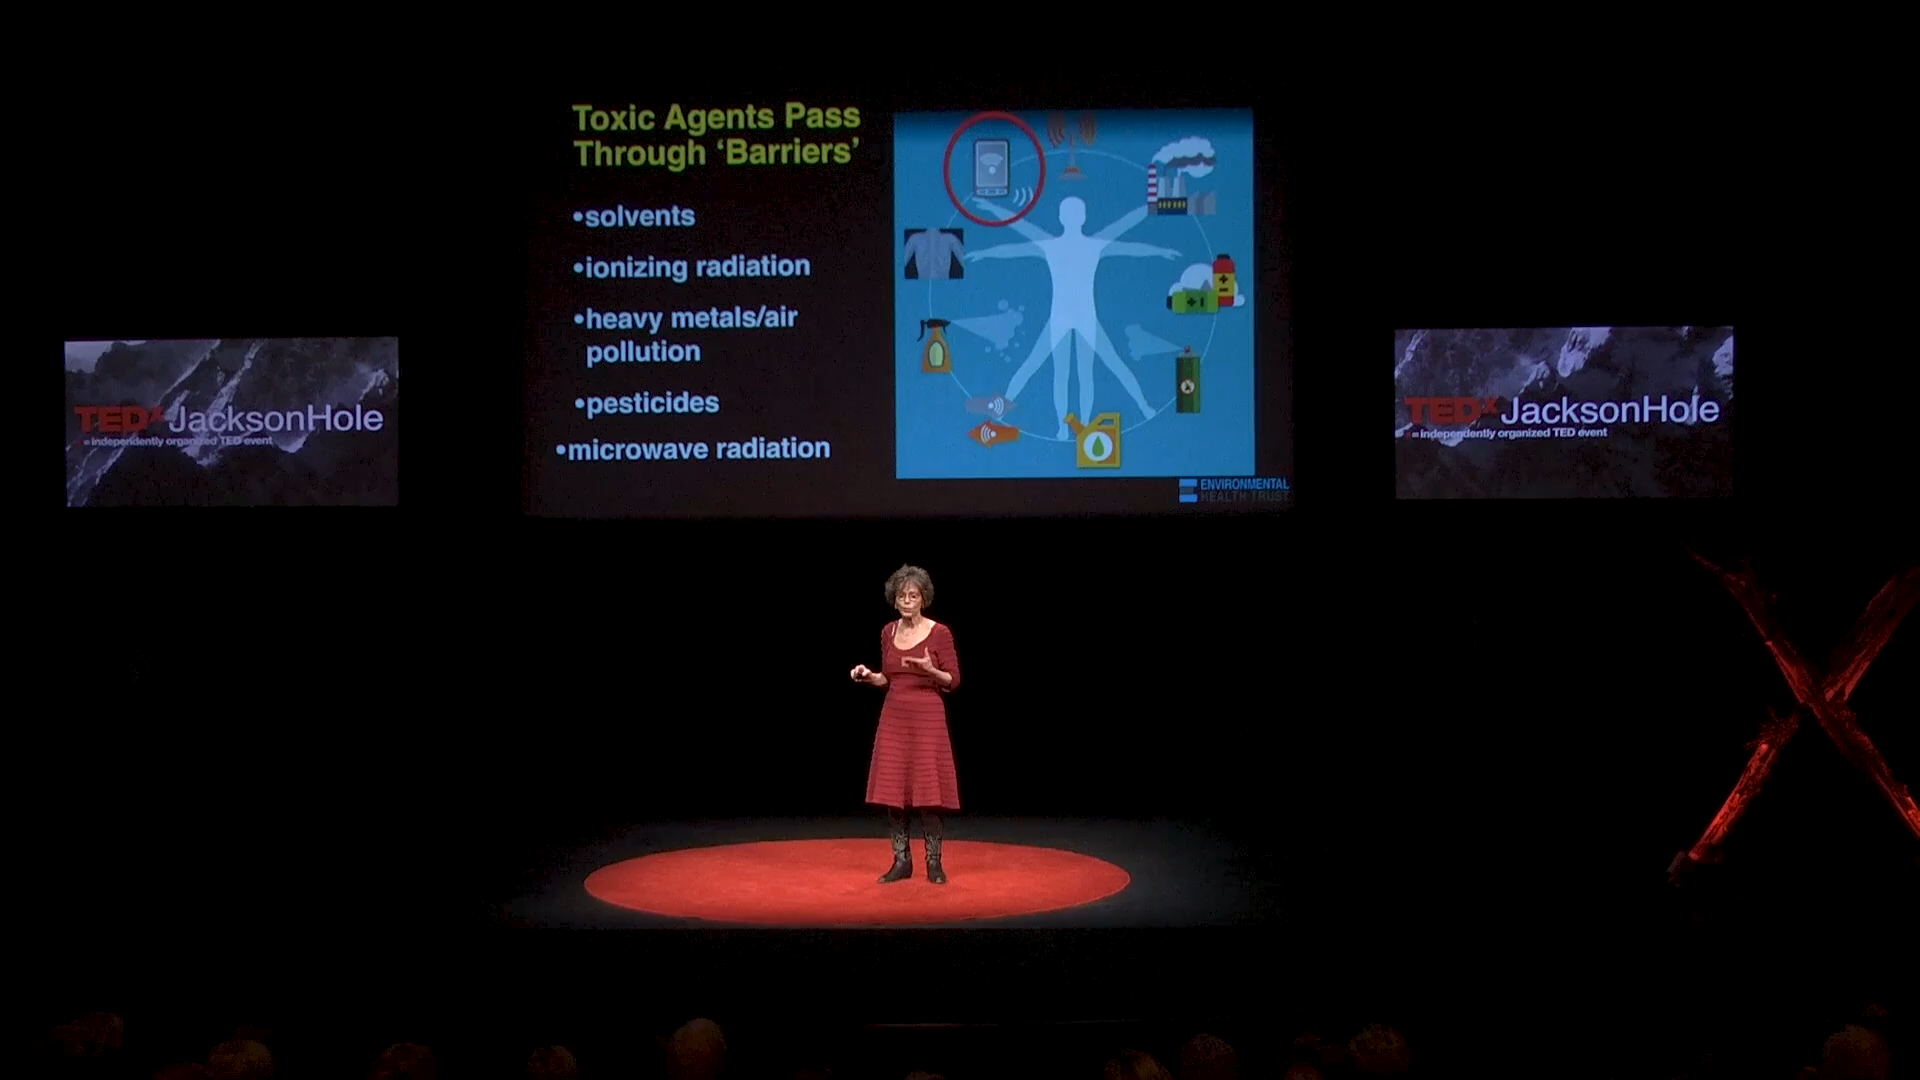 Toxic Agents Pass
Through ‘Barriers’
•solvents
•ionizing radiation
•heavy metals/air
pollution
•pesticides
•microwave radiation
ENVIRONMENTAL
HEALTH TRUST
TEDx JacksonHole
x = independently organized TED event
TEDx JacksonHole
x = independently organized TED event